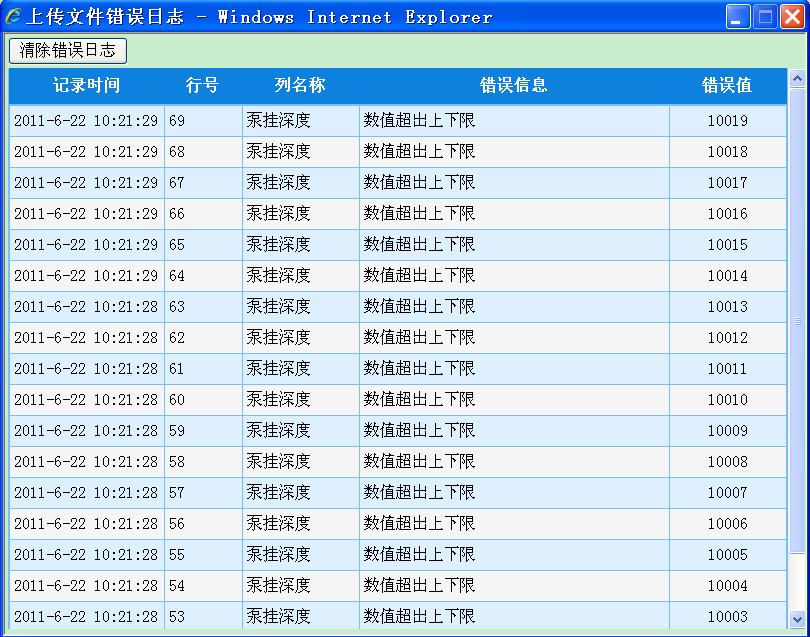 上传文件错误日志 - Windows Internet Explorer
清除错误日志
记录时间 行号 列名称 错误信息 错误值
2011-6-22 10:21:29 69 泵挂深度 数值超出上下限 10019
2011-6-22 10:21:29 68 泵挂深度 数值超出上下限 10018
2011-6-22 10:21:29 67 泵挂深度 数值超出上下限 10017
2011-6-22 10:21:29 66 泵挂深度 数值超出上下限 10016
2011-6-22 10:21:29 65 泵挂深度 数值超出上下限 10015
2011-6-22 10:21:29 64 泵挂深度 数值超出上下限 10014
2011-6-22 10:21:28 63 泵挂深度 数值超出上下限 10013
2011-6-22 10:21:28 62 泵挂深度 数值超出上下限 10012
2011-6-22 10:21:28 61 泵挂深度 数值超出上下限 10011
2011-6-22 10:21:28 60 泵挂深度 数值超出上下限 10010
2011-6-22 10:21:28 59 泵挂深度 数值超出上下限 10009
2011-6-22 10:21:28 58 泵挂深度 数值超出上下限 10008
2011-6-22 10:21:28 57 泵挂深度 数值超出上下限 10007
2011-6-22 10:21:28 56 泵挂深度 数值超出上下限 10006
2011-6-22 10:21:28 55 泵挂深度 数值超出上下限 10005
2011-6-22 10:21:28 54 泵挂深度 数值超出上下限 10004
2011-6-22 10:21:28 53 泵挂深度 数值超出上下限 10003